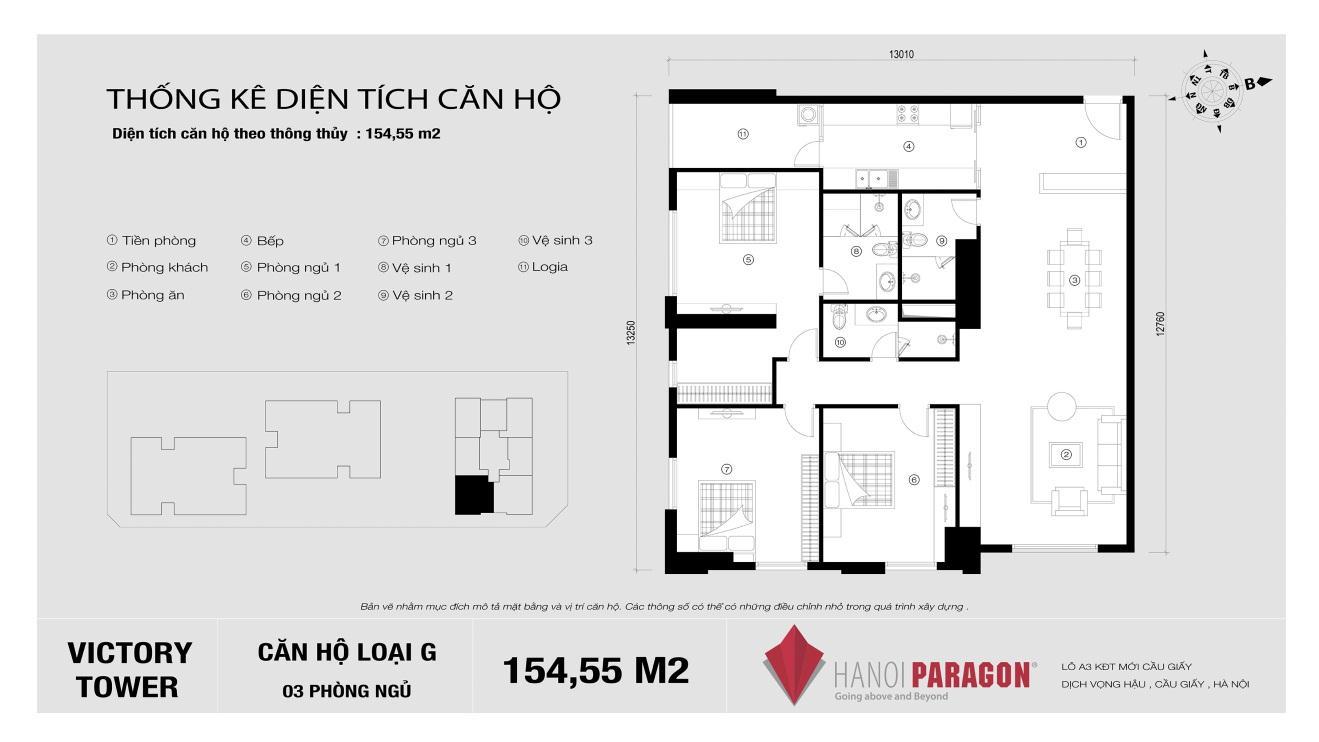 THỐNG KÊ DIỆN TÍCH CĂN HỘ
Diện tích căn hộ theo thông thủy : 154,55 m2
① Tiền phòng ④ Bếp ⑦ Phòng ngủ 3 ⑩ Vệ sinh 3
② Phòng khách ⑤ Phòng ngủ 1 ⑧ Vệ sinh 1 ⑪ Logia
③ Phòng ăn ⑥ Phòng ngủ 2 ⑨ Vệ sinh 2
13010
B
13250
12760
⑪
④
①
⑤
⑧
⑨
③
⑩
②
⑦
⑥
Bản vẽ nhằm mục đích mô tả mặt bằng và vị trí căn hộ. Các thông số có thể có những điều chỉnh nhỏ trong quá trình xây dựng .
VICTORY
TOWER
CĂN HỘ LOẠI G
03 PHÒNG NGỦ
154,55 M2
HANOI PARAGON®
Going above and Beyond
LÔ A3 KĐT MỚI CẦU GIẤY
DỊCH VỌNG HẬU , CẦU GIẤY , HÀ NỘI